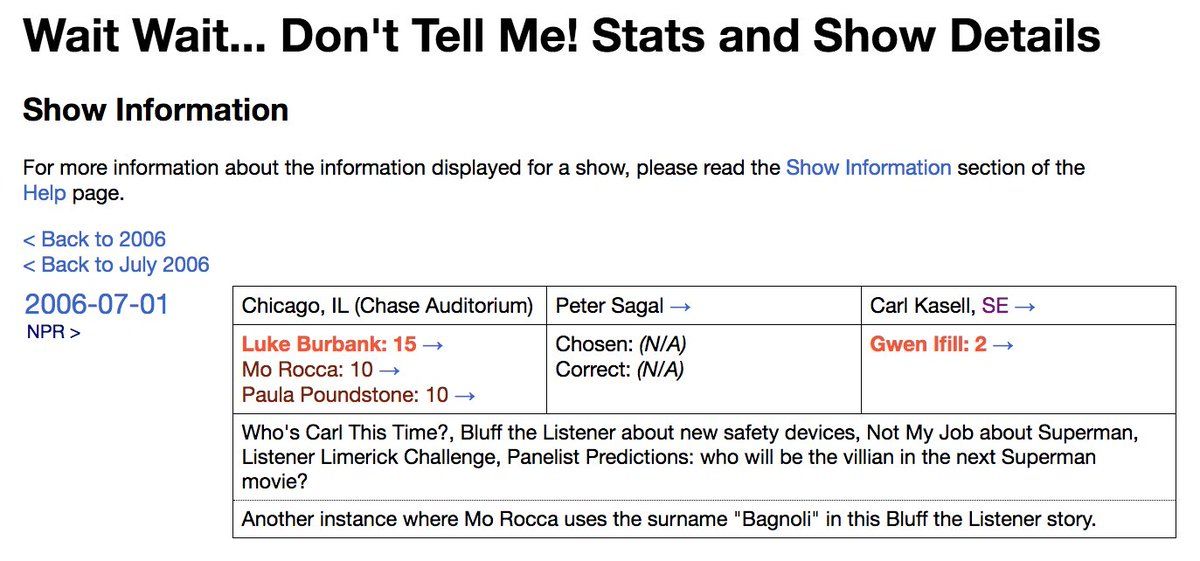 Wait Wait... Don't Tell Me! Stats and Show Details
Show Information
For more information about the information displayed for a show, please read the Show Information section of the
Help page.
< Back to 2006
< Back to July 2006
2006-07-01
NPR >
Chicago, IL (Chase Auditorium)
Peter Sagal →
Carl Kasell, SE →
Luke Burbank: 15 →
Mo Rocca: 10 →
Paula Poundstone: 10 →
Chosen: (N/A)
Correct: (N/A)
Gwen Ifill: 2 →
Who's Carl This Time?, Bluff the Listener about new safety devices, Not My Job about Superman,
Listener Limerick Challenge, Panelist Predictions: who will be the villian in the next Superman
movie?
Another instance where Mo Rocca uses the surname "Bagnoli" in this Bluff the Listener story.